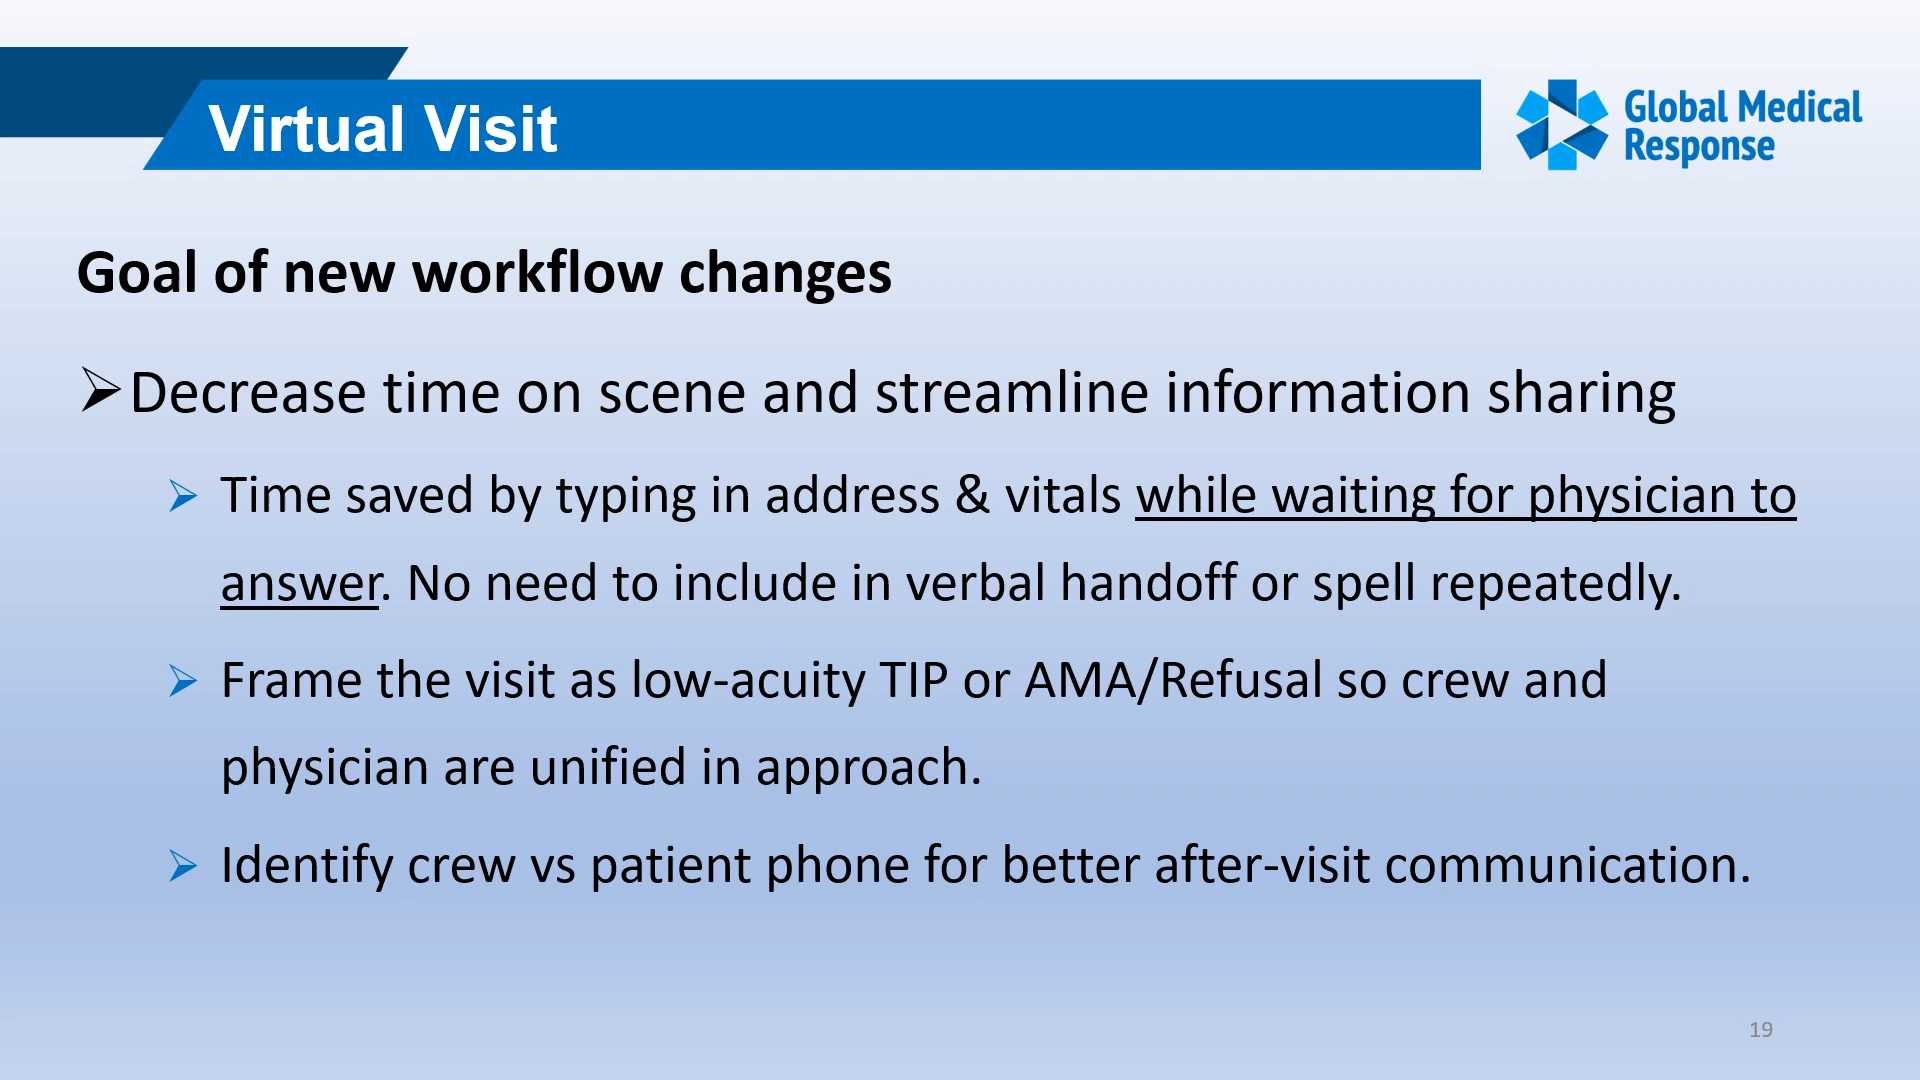 Virtual Visit
Global Medical
Response
Goal of new workflow changes
Decrease time on scene and streamline information sharing
Time saved by typing in address & vitals while waiting for physician to
answer. No need to include in verbal handoff or spell repeatedly.
Frame the visit as low-acuity TIP or AMA/Refusal so crew and
physician are unified in approach.
Identify crew vs patient phone for better after-visit communication.
19